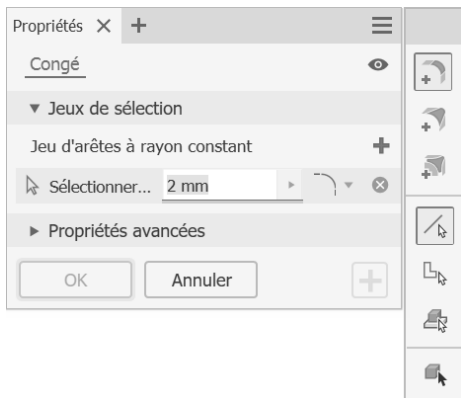 Propriétés
Congé
Jeux de sélection
Jeu d'arêtes à rayon constant
Sélectionner... 2 mm
Propriétés avancées
OK Annuler